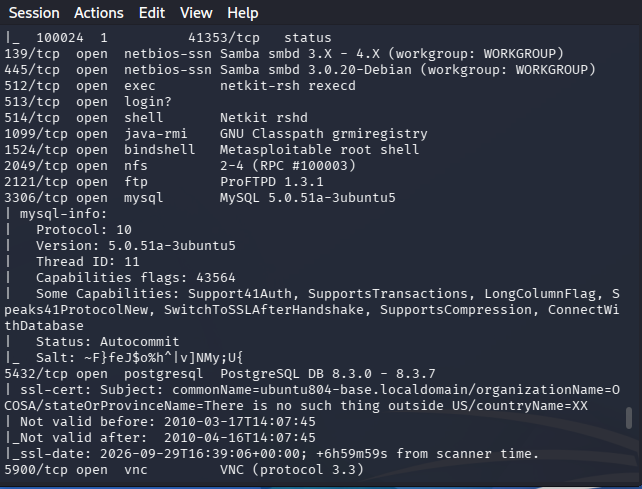 Session Actions Edit View Help
|_  100024  1          41353/tcp   status
139/tcp  open  netbios-ssn Samba smbd 3.X - 4.X (workgroup: WORKGROUP)
445/tcp  open  netbios-ssn Samba smbd 3.0.20-Debian (workgroup: WORKGROUP)
512/tcp  open  exec        netkit-rsh rexecd
513/tcp  open  login?
514/tcp  open  shell       Netkit rshd
1099/tcp open  java-rmi    GNU Classpath grmiregistry
1524/tcp open  bindshell   Metasploitable root shell
2049/tcp open  nfs         2-4 (RPC #100003)
2121/tcp open  ftp         ProFTPD 1.3.1
3306/tcp open  mysql       MySQL 5.0.51a-3ubuntu5
| mysql-info:
|   Protocol: 10
|   Version: 5.0.51a-3ubuntu5
|   Thread ID: 11
|   Capabilities flags: 43564
|   Some Capabilities: Support41Auth, SupportsTransactions, LongColumnFlag, S
peaks41ProtocolNew, SwitchToSSLAfterHandshake, SupportsCompression, ConnectWi
thDatabase
|   Status: Autocommit
|_  Salt: ~F}feJ$o%h^|v]NMy;U{
5432/tcp open  postgresql  PostgreSQL DB 8.3.0 - 8.3.7
| ssl-cert: Subject: commonName=ubuntu804-base.localdomain/organizationName=O
COSA/stateOrProvinceName=There is no such thing outside US/countryName=XX
| Not valid before: 2010-03-17T14:07:45
|_Not valid after:  2010-04-16T14:07:45
|_ssl-date: 2026-09-29T16:39:06+00:00; +6h59m59s from scanner time.
5900/tcp open  vnc         VNC (protocol 3.3)